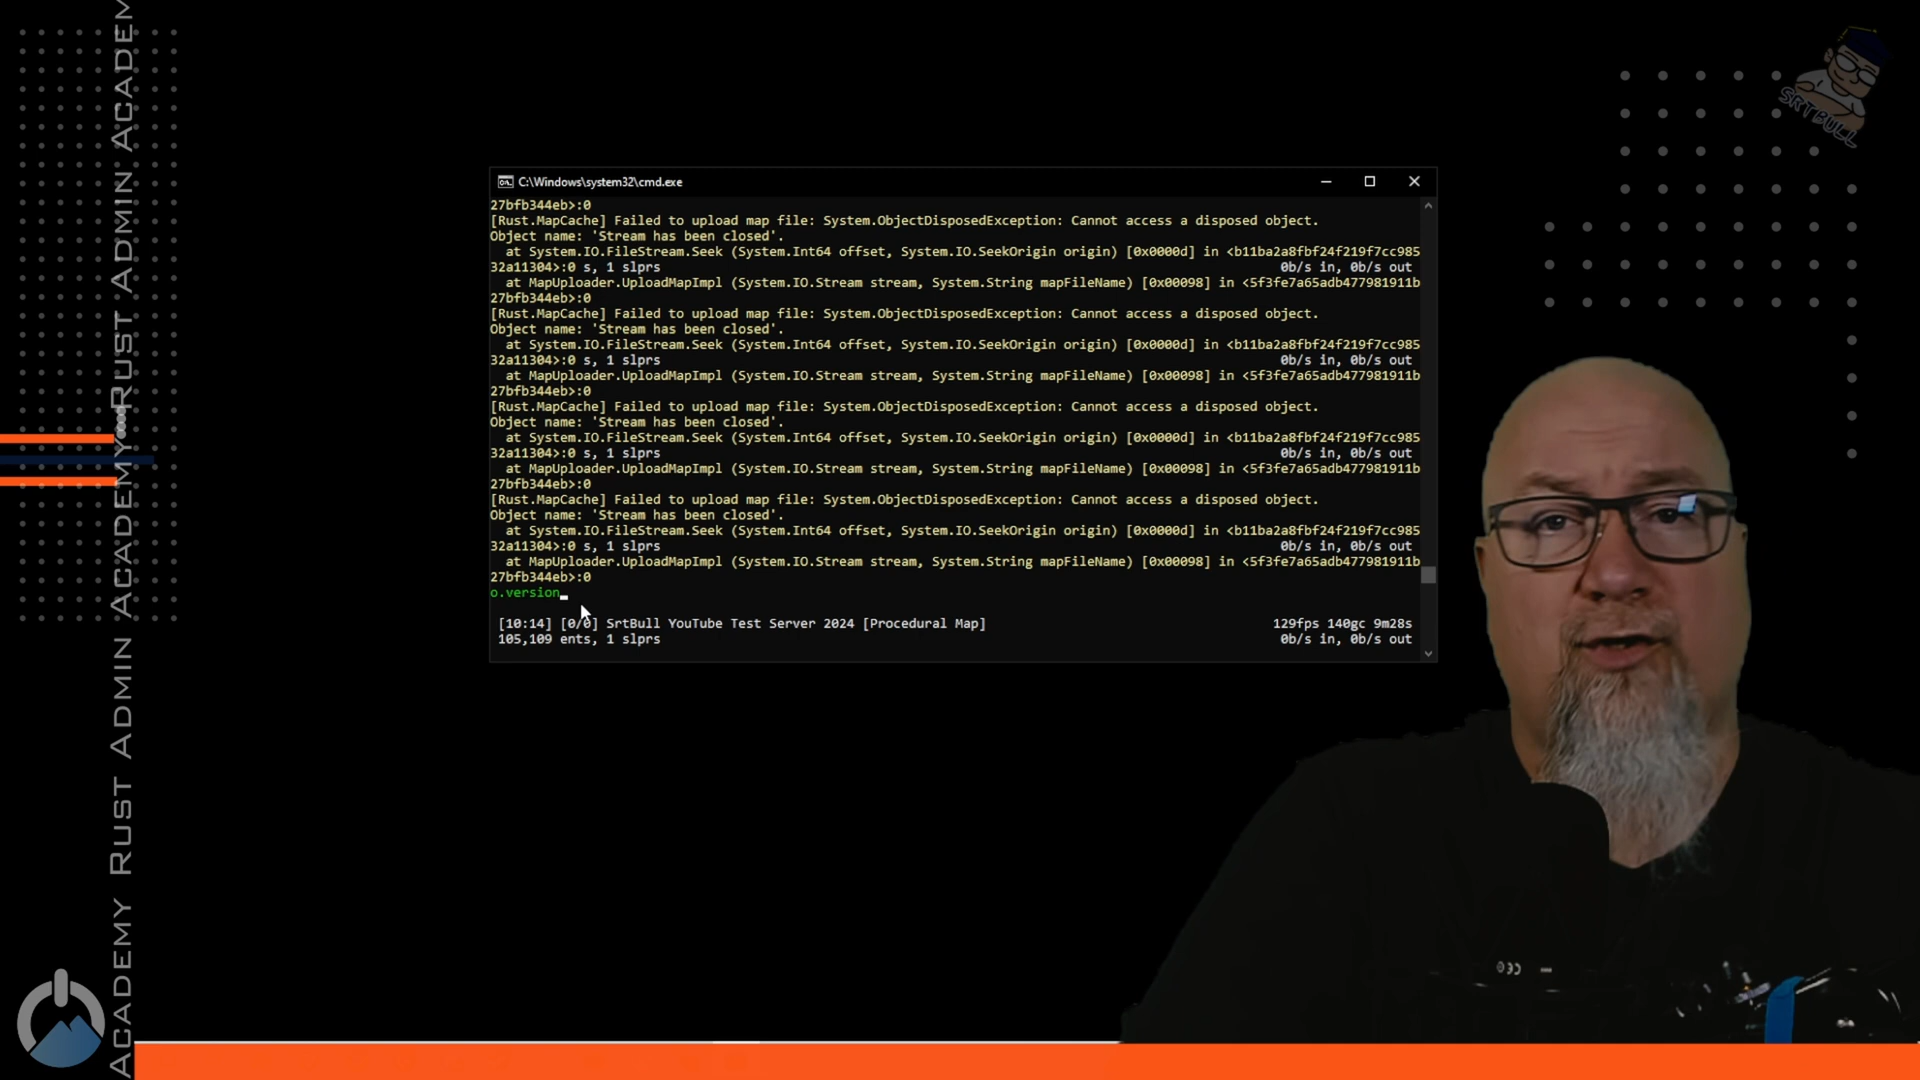 RUST ADMIN ACADEMY RUST ADMIN ACADEMY RUST ADMIN ACADEM
SRTBULL
C:\Windows\system32\cmd.exe
27bfb344eb>:0
[Rust.MapCache] Failed to upload map file: System.ObjectDisposedException: Cannot access a disposed object.
Object name: 'Stream has been closed'.
at System.IO.FileStream.Seek (System.Int64 offset, System.IO.SeekOrigin origin) [0x0000d] in <b11ba2a8fbf24f219f7cc985
32a11304>:0 s, 1 slprs 0b/s in, 0b/s out
at MapUploader.UploadMapImpl (System.IO.Stream stream, System.String mapFileName) [0x00098] in <5f3fe7a65adb477981911b
27bfb344eb>:0
[Rust.MapCache] Failed to upload map file: System.ObjectDisposedException: Cannot access a disposed object.
Object name: 'Stream has been closed'.
at System.IO.FileStream.Seek (System.Int64 offset, System.IO.SeekOrigin origin) [0x0000d] in <b11ba2a8fbf24f219f7cc985
32a11304>:0 s, 1 slprs 0b/s in, 0b/s out
at MapUploader.UploadMapImpl (System.IO.Stream stream, System.String mapFileName) [0x00098] in <5f3fe7a65adb477981911b
27bfb344eb>:0
[Rust.MapCache] Failed to upload map file: System.ObjectDisposedException: Cannot access a disposed object.
Object name: 'Stream has been closed'.
at System.IO.FileStream.Seek (System.Int64 offset, System.IO.SeekOrigin origin) [0x0000d] in <b11ba2a8fbf24f219f7cc985
32a11304>:0 s, 1 slprs 0b/s in, 0b/s out
at MapUploader.UploadMapImpl (System.IO.Stream stream, System.String mapFileName) [0x00098] in <5f3fe7a65adb477981911b
27bfb344eb>:0
[Rust.MapCache] Failed to upload map file: System.ObjectDisposedException: Cannot access a disposed object.
Object name: 'Stream has been closed'.
at System.IO.FileStream.Seek (System.Int64 offset, System.IO.SeekOrigin origin) [0x0000d] in <b11ba2a8fbf24f219f7cc985
32a11304>:0 s, 1 slprs 0b/s in, 0b/s out
at MapUploader.UploadMapImpl (System.IO.Stream stream, System.String mapFileName) [0x00098] in <5f3fe7a65adb477981911b
27bfb344eb>:0
o.version
[10:14] [0/0] SrtBull YouTube Test Server 2024 [Procedural Map] 129fps 140gc 9m28s
105,109 ents, 1 slprs 0b/s in, 0b/s out